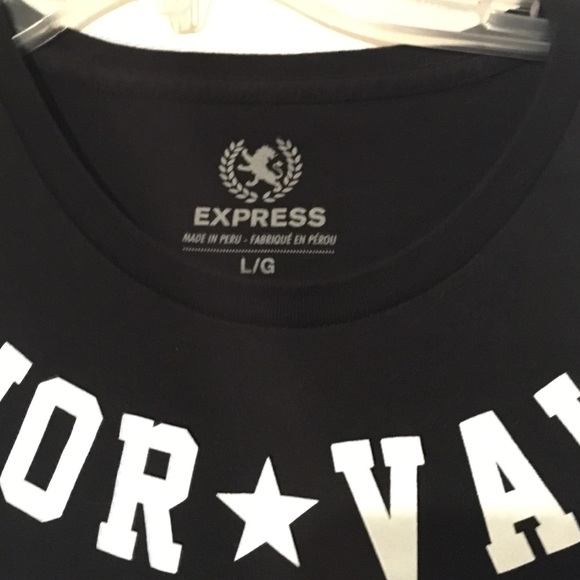 EXPRESS
MADE IN PERU - FABRIQUÉ EN PÉROU
L/G
OR ★ VA